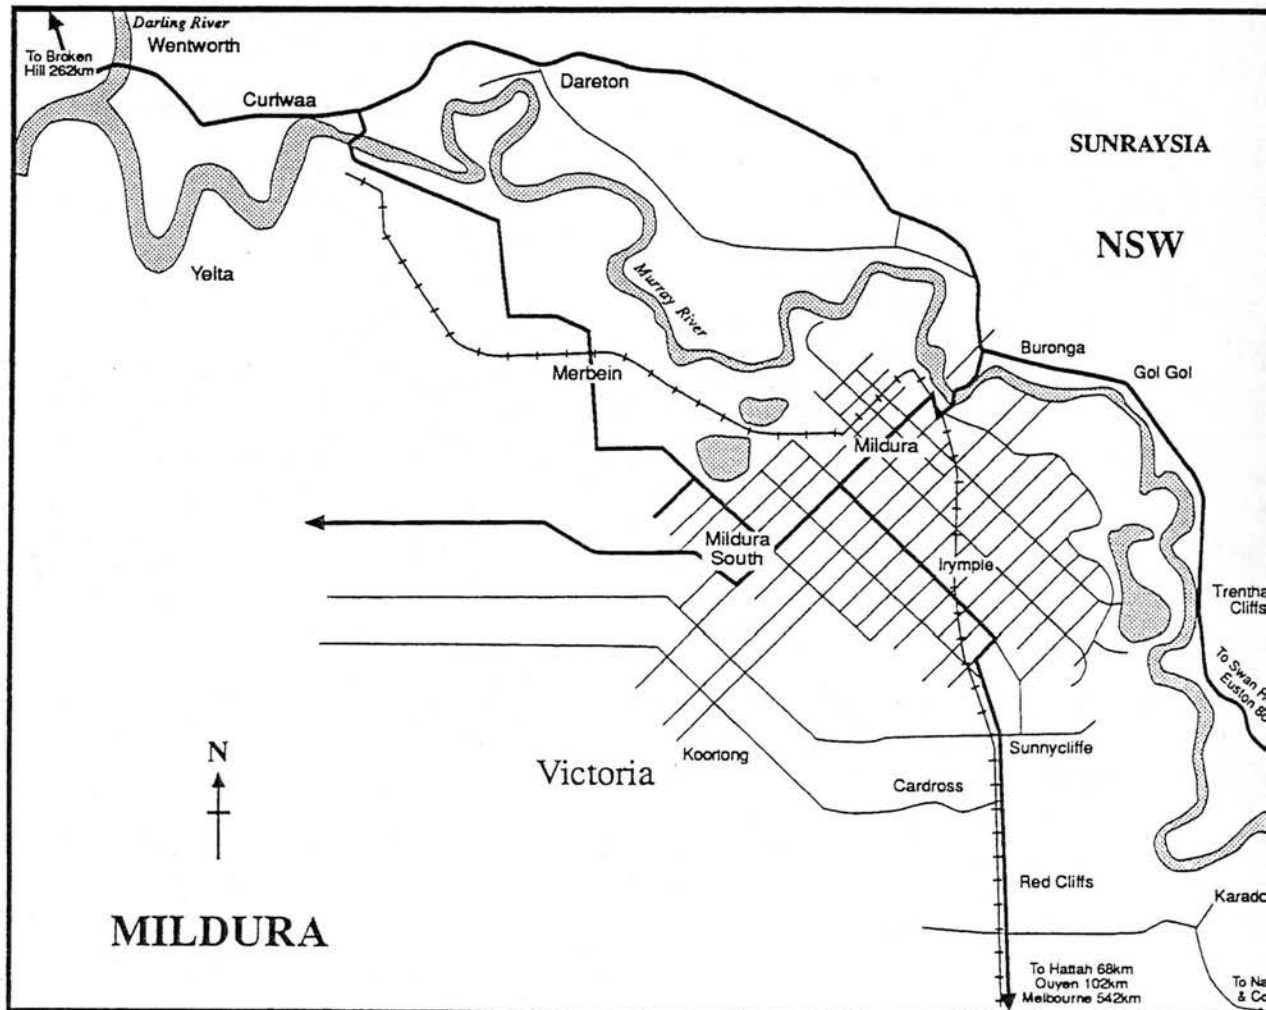 Darling River
Wentworth
To Broken
Hill 262km
Curlwaa
Dareton
SUNRAYSIA
NSW
Yelta
Murray River
Merbein
Buronga
Gol Gol
Mildura
Mildura
South
Irymple
Trentha
Cliffs
To Swan
Euston 8
Koorlong
Victoria
Sunnycliffe
Cardross
N
Red Cliffs
MILDURA
Karado
To Hattah 68km
Ouyen 102km
Melbourne 542km
To Na
& Co